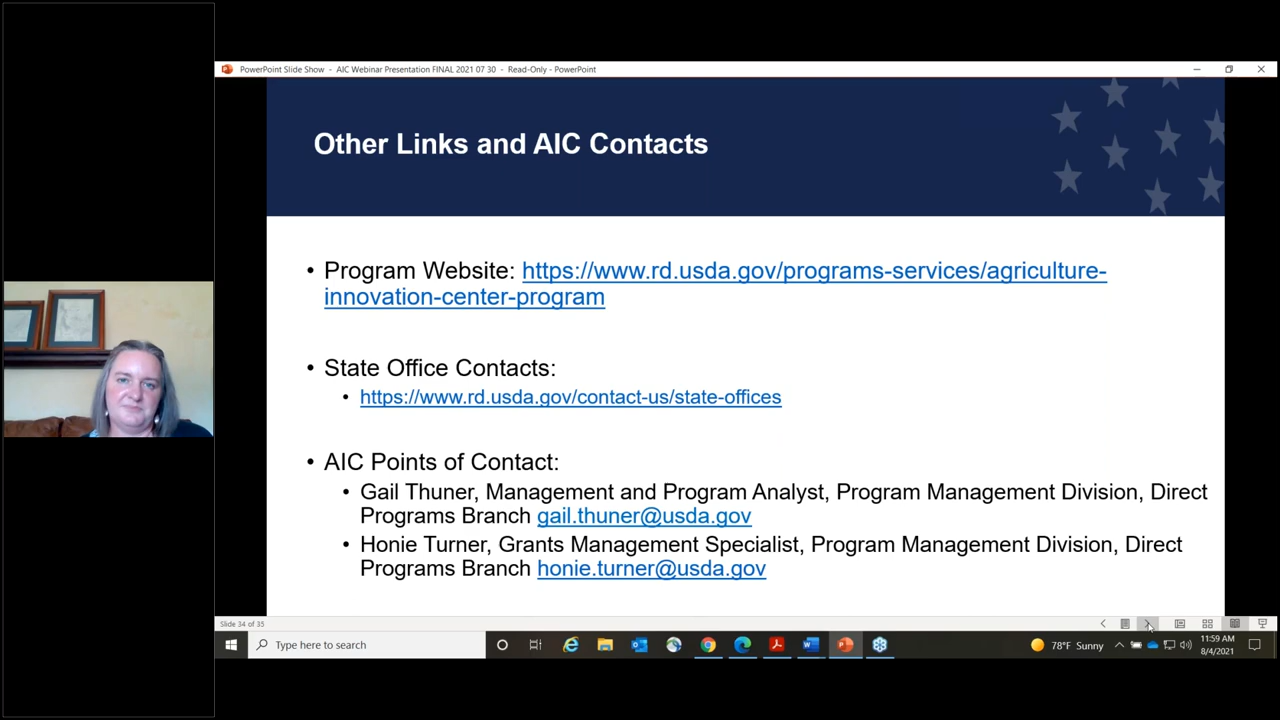 PowerPoint Slide Show - AIC Webinar Presentation FINAL 2021 07 30 - Read-Only - PowerPoint
Other Links and AIC Contacts
• Program Website: https://www.rd.usda.gov/programs-services/agriculture-
innovation-center-program
• State Office Contacts:
• https://www.rd.usda.gov/contact-us/state-offices
• AIC Points of Contact:
• Gail Thuner, Management and Program Analyst, Program Management Division, Direct
Programs Branch gail.thuner@usda.gov
• Honie Turner, Grants Management Specialist, Program Management Division, Direct
Programs Branch honie.turner@usda.gov
Slide 34 of 35
Type here to search
78°F Sunny
11:59 AM
8/4/2021